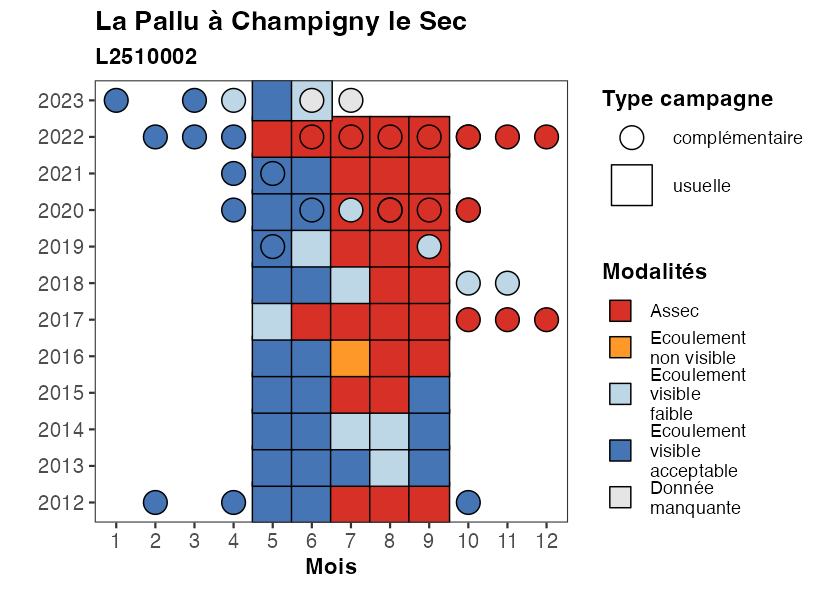 La Pallu à Champigny le Sec
L2510002
2023
2022
2021
2020
2019
2018
2017
2016
2015
2014
2013
2012
1 2 3 4 5 6 7 8 9 10 11 12
Mois
Type campagne
complémentaire
usuelle
Modalités
Assec
Ecoulement
non visible
Ecoulement
visible
faible
Ecoulement
visible
acceptable
Donnée
manquante